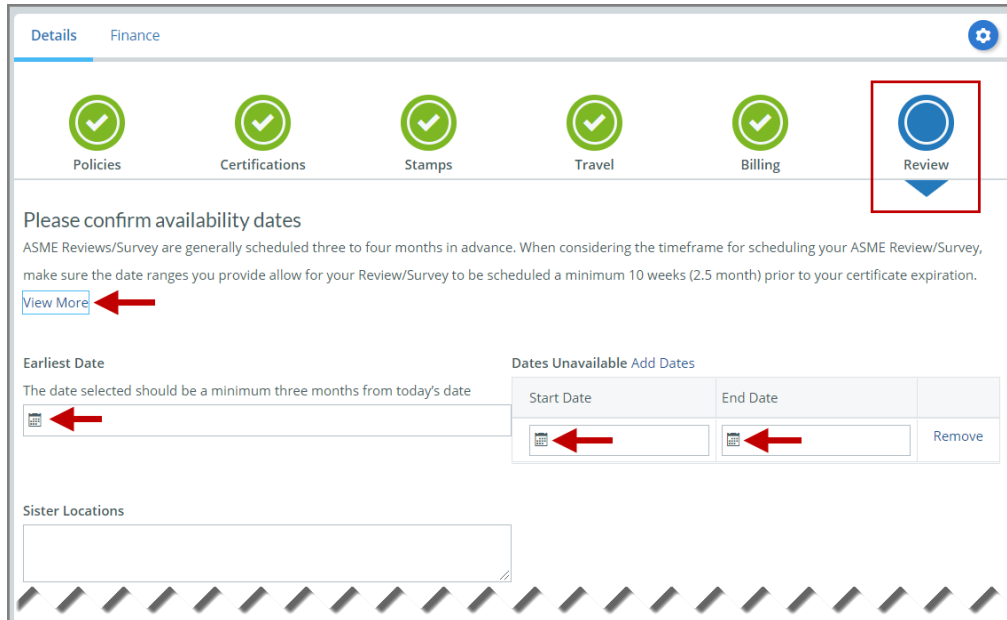 Details Finance
Policies Certifications Stamps Travel Billing Review
Please confirm availability dates
ASME Reviews/Survey are generally scheduled three to four months in advance. When considering the timeframe for scheduling your ASME Review/Survey,
make sure the date ranges you provide allow for your Review/Survey to be scheduled a minimum 10 weeks (2.5 month) prior to your certificate expiration.
View More
Earliest Date
The date selected should be a minimum three months from today's date
Dates Unavailable Add Dates
Start Date End Date
Remove
Sister Locations